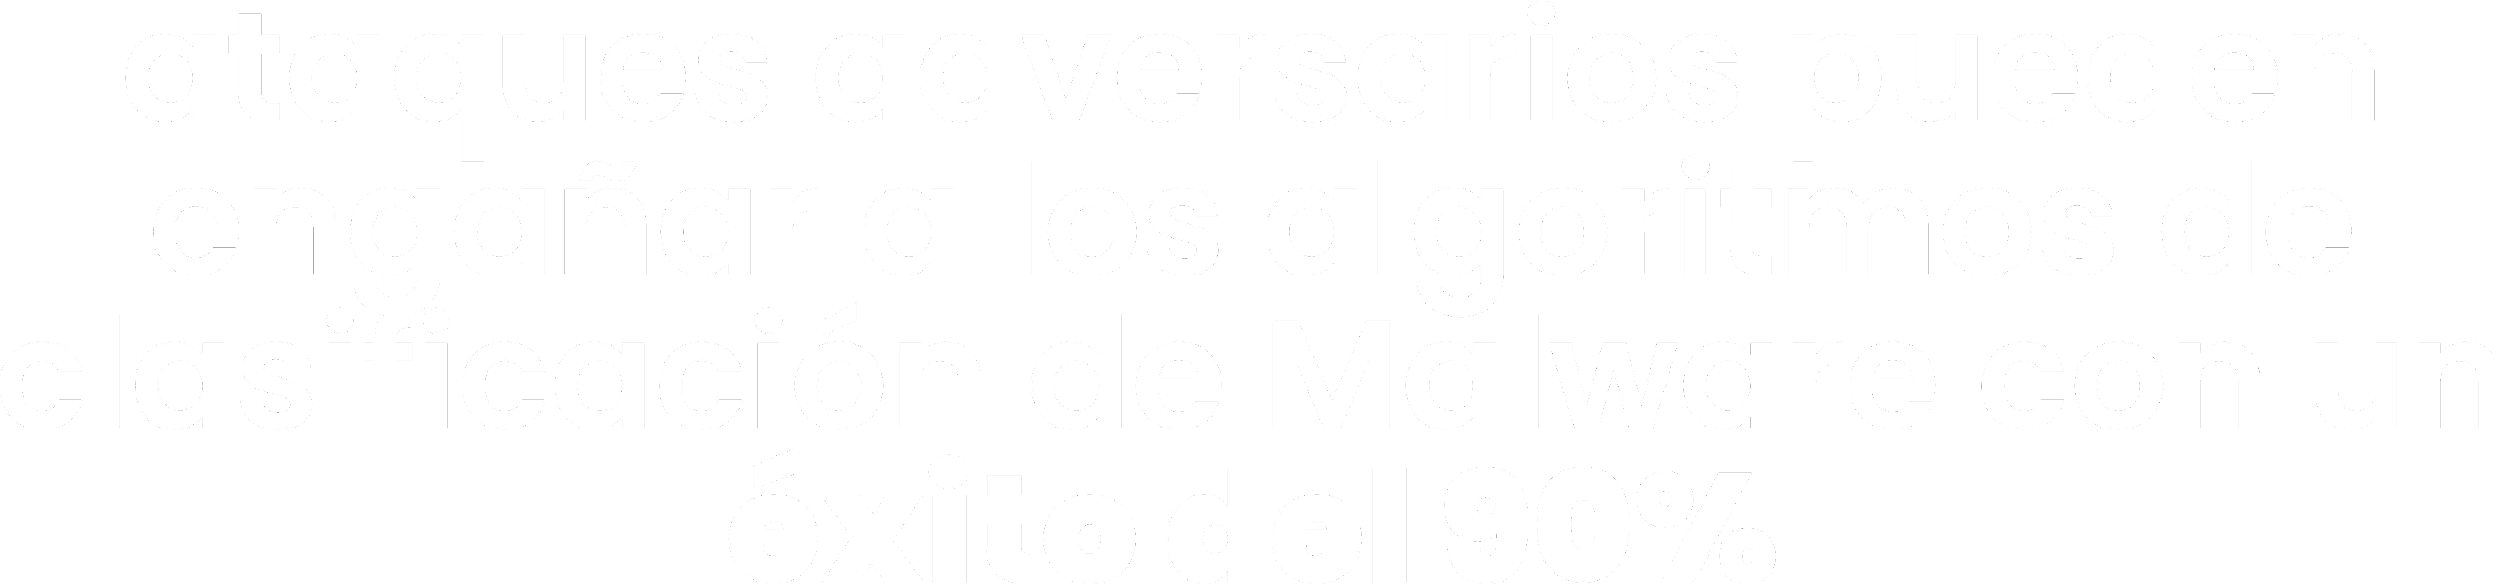 ataques adversarios pueden
engañar a los algoritmos de
clasificación de Malware con un
éxito del 90%